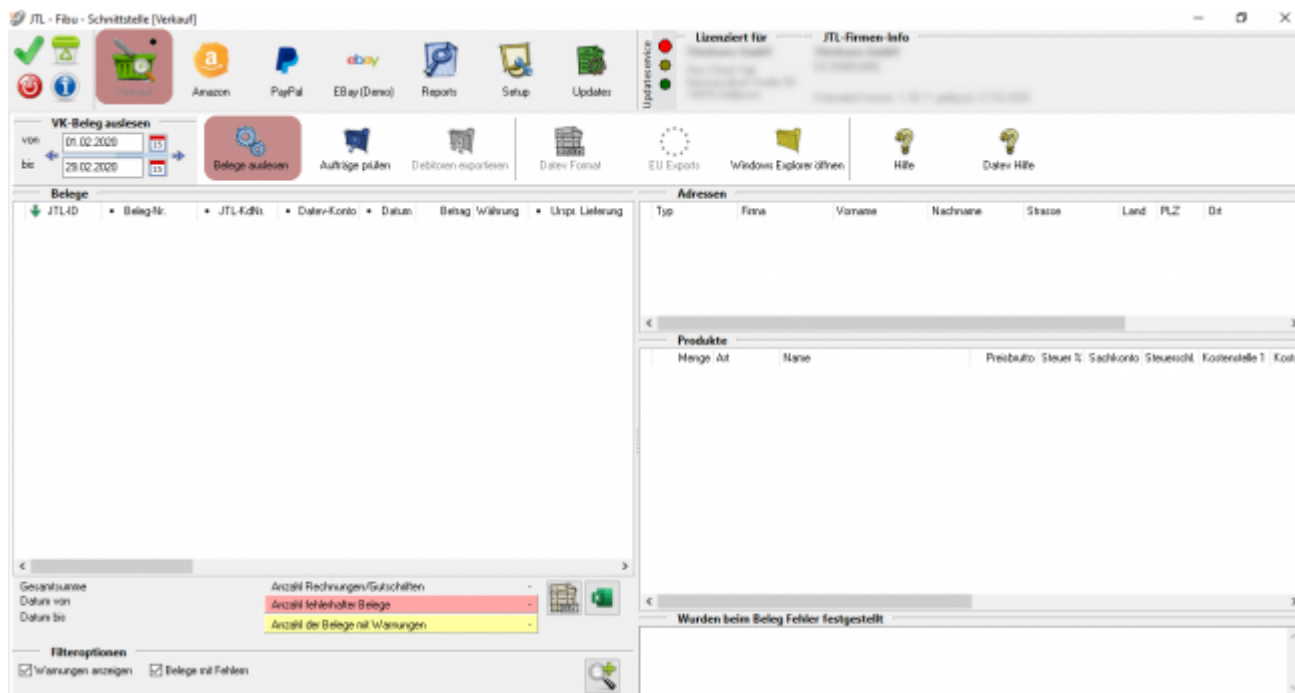 JTL - Fibu - Schnittstelle [Verkauf]
Verkauf
Amazon
PayPal
EBay (Demo)
Reports
Setup
Updates
Updateservice
Lizenziert für
JTL-Firmen-Info
VK-Beleg auslesen
von 01.02.2020
bis 29.02.2020
Belege auslesen
Aufträge prüfen
Debitoren exportieren
Datev Format
EU Exports
Windows Explorer öffnen
Hilfe
Datev Hilfe
Belege
JTL-ID Beleg-Nr. JTL-KdNr. Datev-Konto Datum Betrag Währung Urspr. Lieferung
Adressen
Typ Firma Vorname Nachname Strasse Land PLZ Ort
Produkte
Menge Art Name Preisbrutto Steuer % Sachkonto Steuerschl. Kostenstelle 1 Kost
Gesamtsumme
Datum von
Datum bis
Anzahl Rechnungen/Gutschriften -
Anzahl fehlerhafter Belege -
Anzahl der Belege mit Warnungen -
Wurden beim Beleg Fehler festgestellt
Filteroptionen
Warnungen anzeigen
Belege mit Fehlern